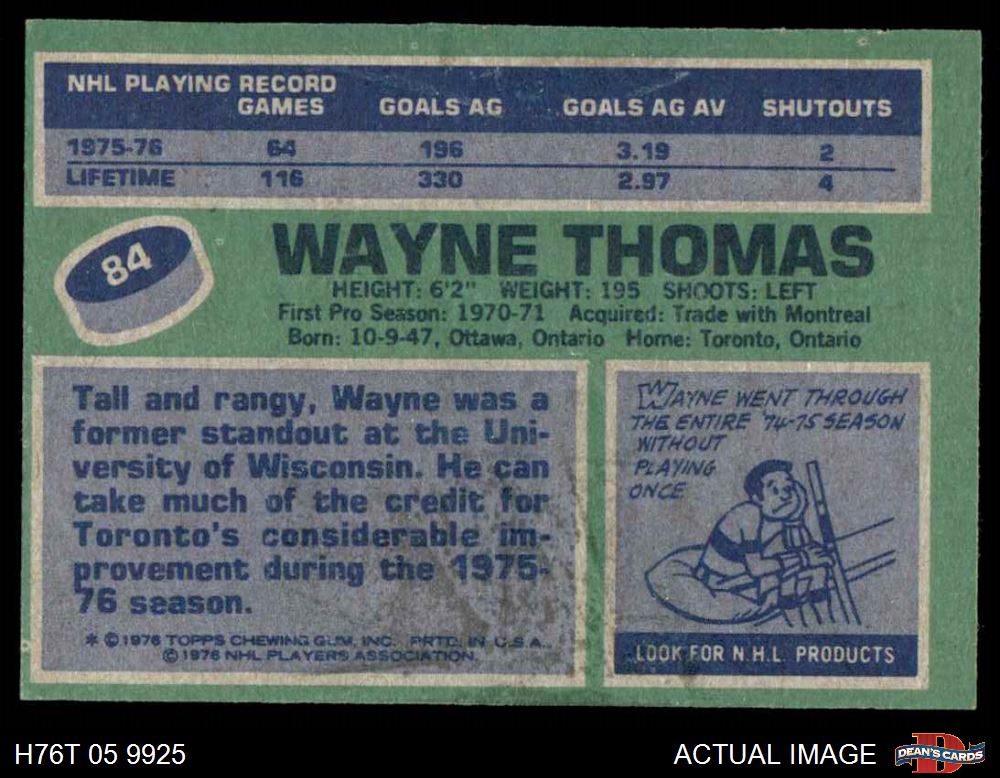 NHL PLAYING RECORD
GAMES GOALS AG GOALS AG AV SHUTOUTS
1975-76 64 196 3.19 2
LIFETIME 116 330 2.97 4
84
WAYNE THOMAS
HEIGHT: 6'2" WEIGHT: 195 SHOOTS: LEFT
First Pro Season: 1970-71 Acquired: Trade with Montreal
Born: 10-9-47, Ottawa, Ontario Home: Toronto, Ontario
Tall and rangy, Wayne was a
former standout at the Uni-
versity of Wisconsin. He can
take much of the credit for
Toronto's considerable im-
provement during the 1975-
76 season.
* © 1976 TOPPS CHEWING GUM, INC. PRTD. IN U.S.A.
© 1976 NHL PLAYERS ASSOCIATION.
WAYNE WENT THROUGH
THE ENTIRE '74-75 SEASON
WITHOUT
PLAYING
ONCE
LOOK FOR N.H.L. PRODUCTS
H76T 05 9925
ACTUAL IMAGE
D
DEAN'S CARDS